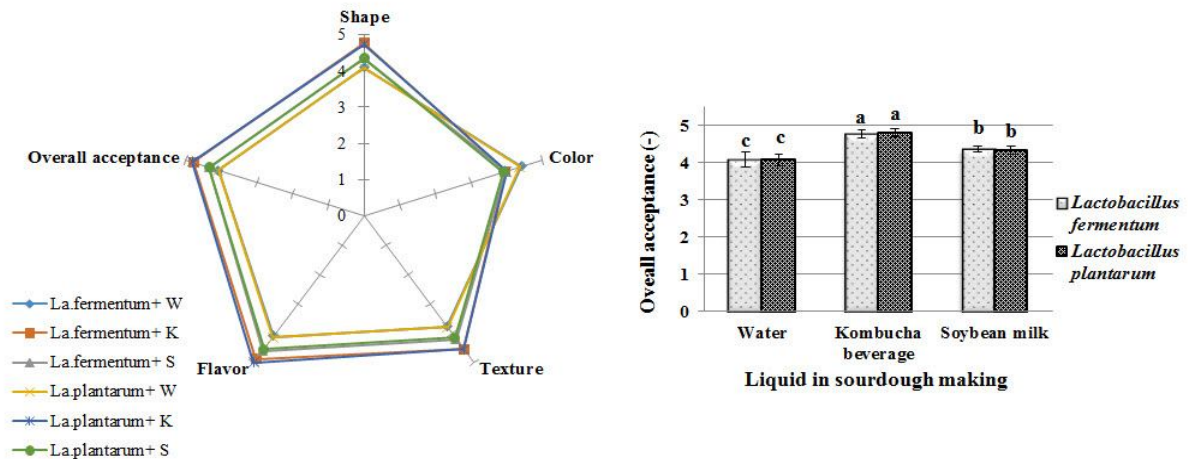 Shape
5
4
3
2
1
0
Overall acceptance
Color
Flavor
Texture
La.fermentum+ W
La.fermentum+ K
La.fermentum+ S
La.plantarum+ W
La.plantarum+ K
La.plantarum+ S
Overall acceptance (-)
5
4
3
2
1
0
c c
a a
b b
Water
Kombucha
beverage
Soybean milk
Liquid in sourdough making
Lactobacillus
fermentum
Lactobacillus
plantarum